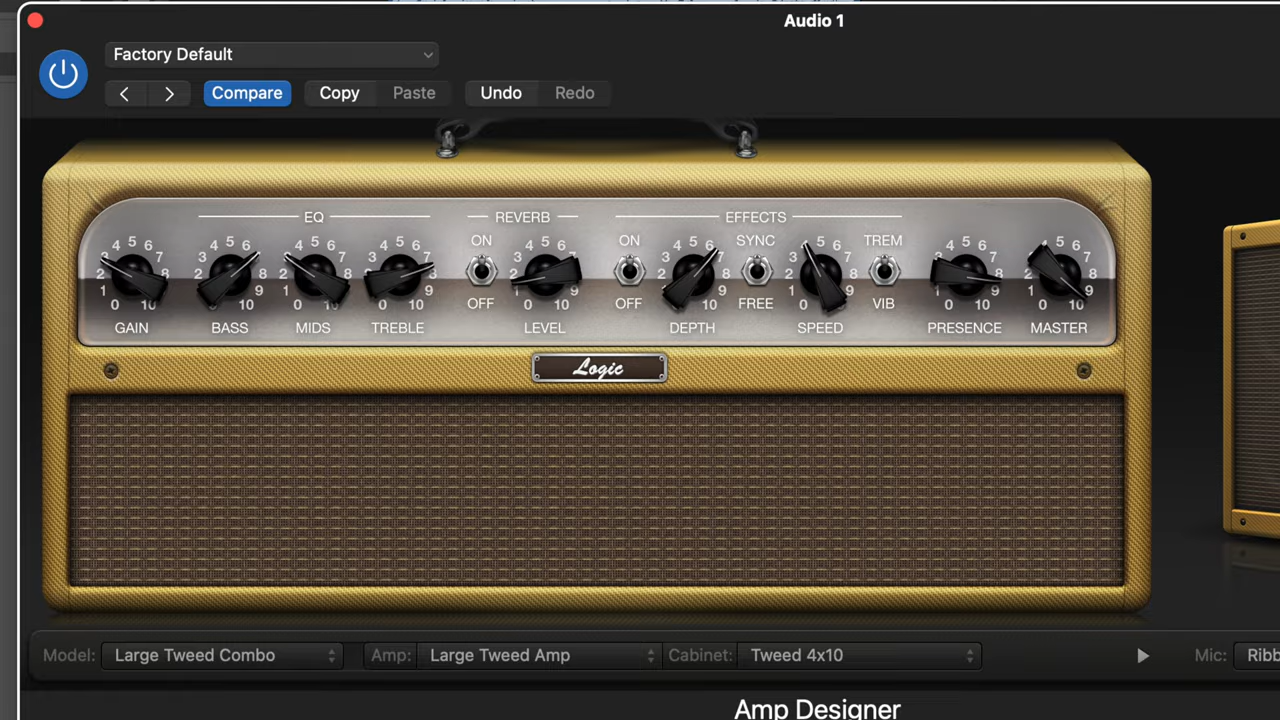 Audio 1
Factory Default
Compare Copy Paste Undo Redo
EQ REVERB EFFECTS
ON ON SYNC TREM
OFF OFF FREE VIB
GAIN BASS MIDS TREBLE LEVEL DEPTH SPEED PRESENCE MASTER
Logic
Model: Large Tweed Combo Amp: Large Tweed Amp Cabinet: Tweed 4x10 Mic: Ribb
Amp Designer